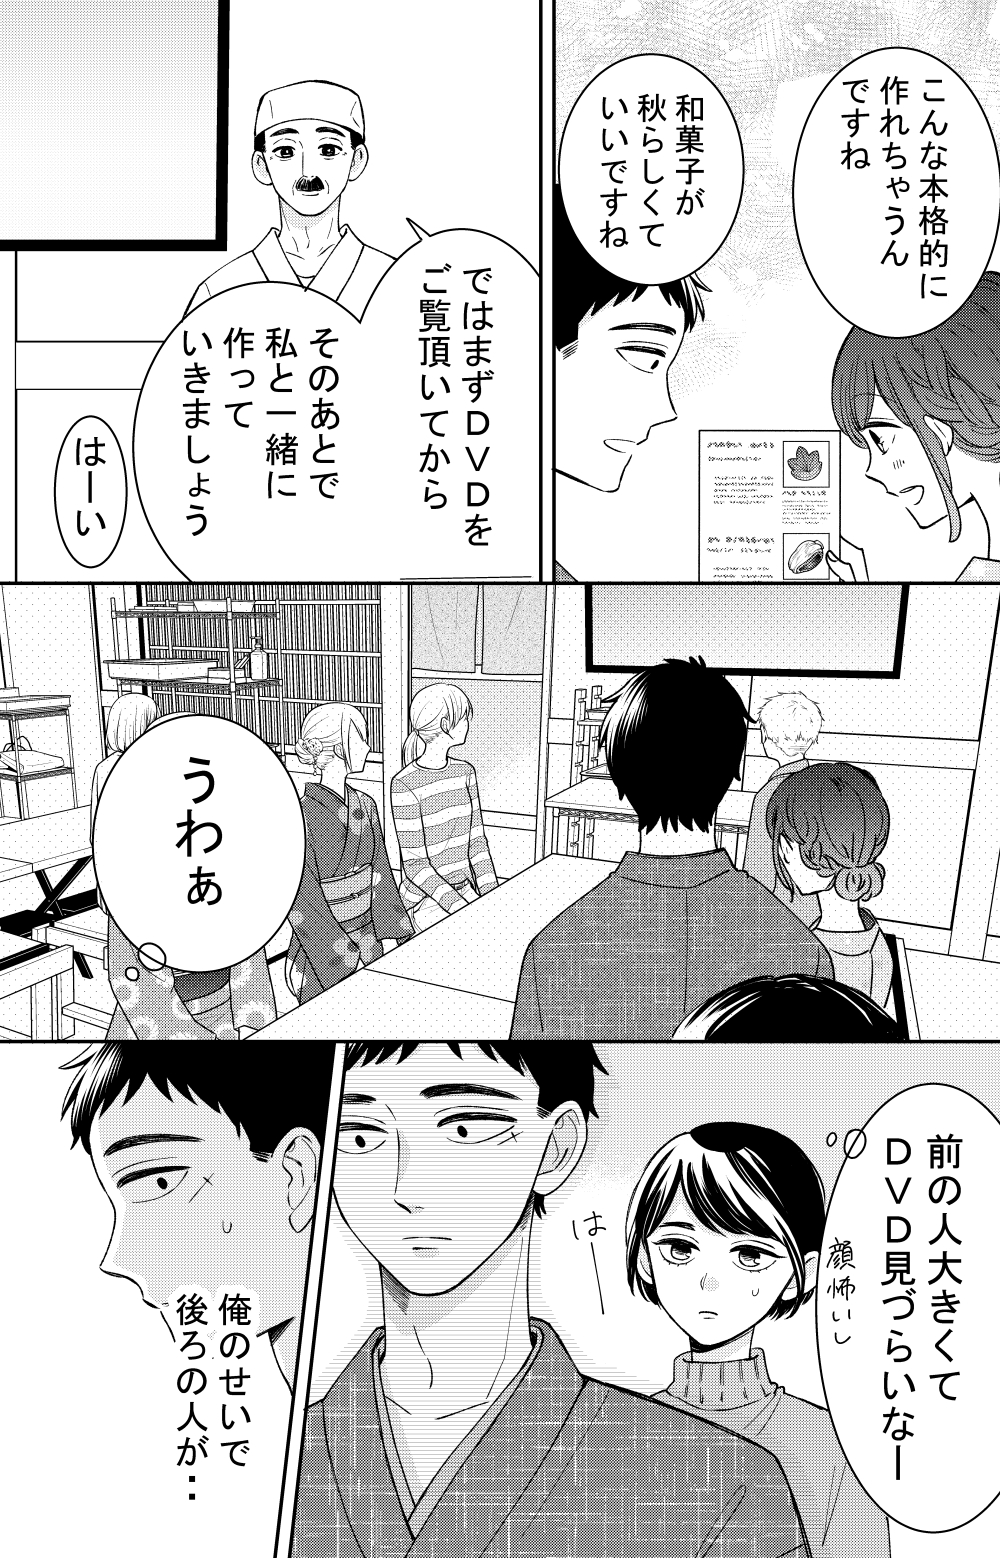 こんな本格的に
作れちゃうん
ですね
和菓子が
秋らしくて
いいですね
ではまずDVDを
ご覧頂いてから
そのあとで
私と一緒に
作って
いきましょう
はーい
うわぁ
前の人大きくて
DVD見づらいなー
顔怖いし
はー
俺のせいで
後ろの人が‥